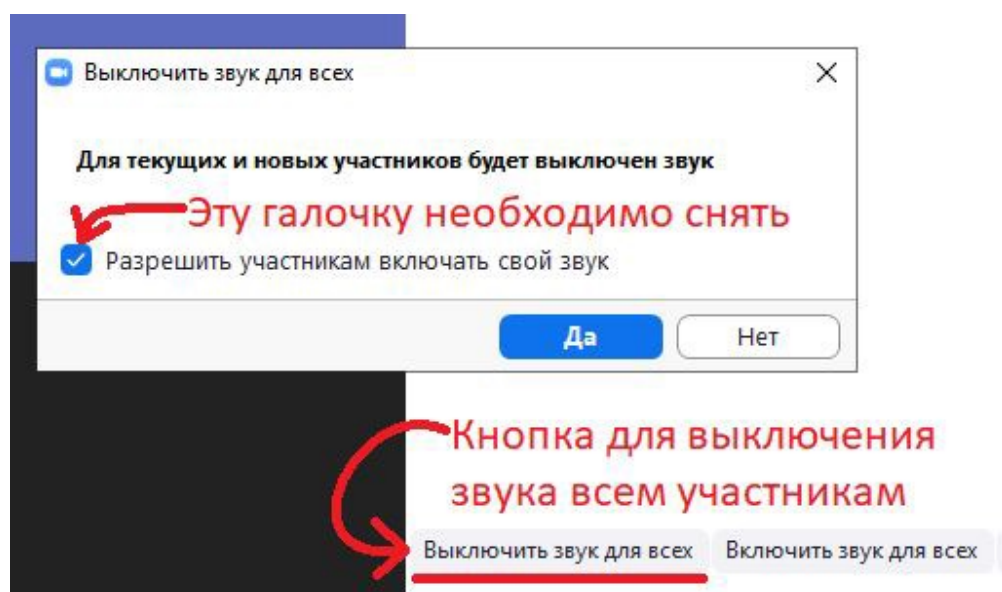 Выключить звук для всех
Для текущих и новых участников будет выключен звук
Эту галочку необходимо снять
Разрешить участникам включать свой звук
Да
Нет
Кнопка для выключения
звука всем участникам
Выключить звук для всех
Включить звук для всех